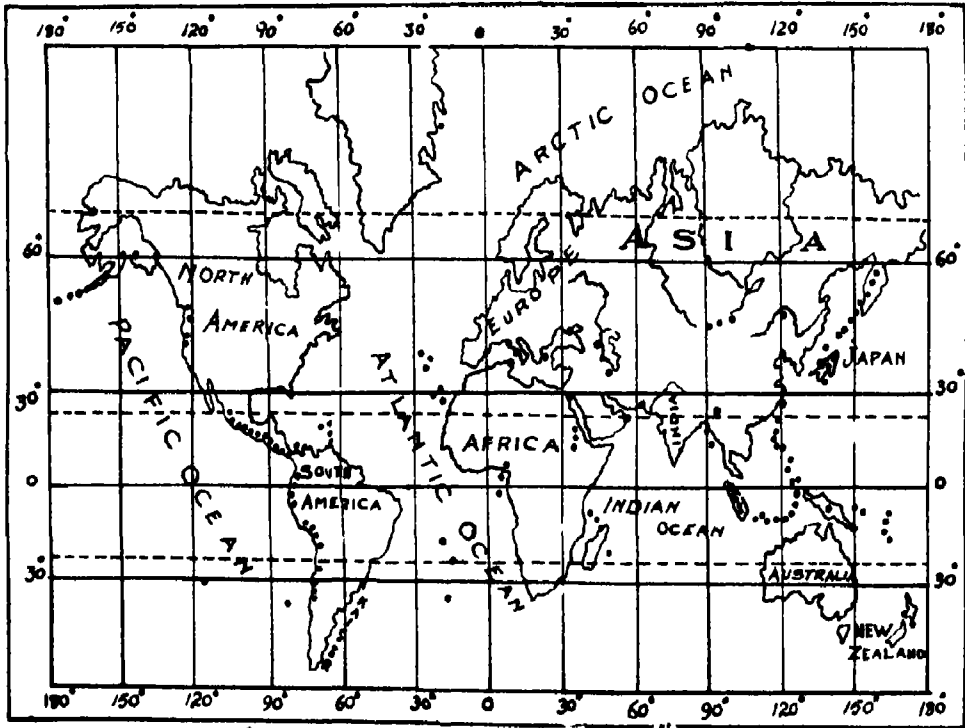 180° 150° 120° 90° 60° 30° 0 30° 60° 90° 120° 150° 180°
ARCTIC OCEAN
ASIA
60° 60°
NORTH
AMERICA
EUROPE
PACIFIC OCEAN
ATLANTIC OCEAN
JAPAN
30° 30°
INDIA
AFRICA
SOUTH
AMERICA
0 0
INDIAN
OCEAN
30° 30°
AUSTRALIA
NEW
ZEALAND
180° 150° 120° 90° 60° 30° 0 30° 60° 90° 120° 150° 180°